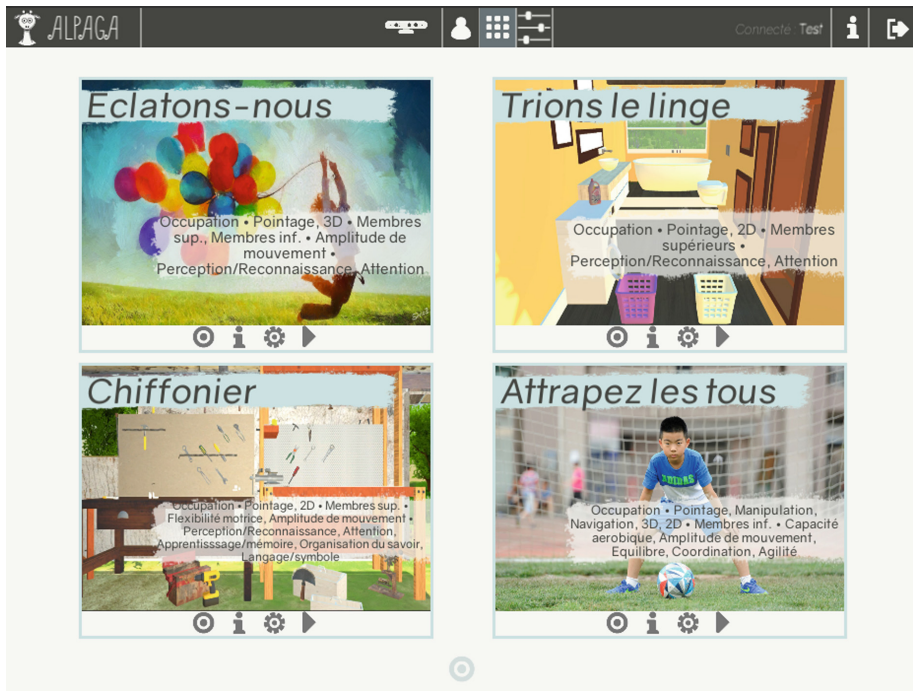 ALPAGA
Connecté : Test
Eclatons-nous
Occupation • Pointage, 3D • Membres
sup., Membres inf. • Amplitude de
mouvement •
Perception/Reconnaissance, Attention
Trions le linge
Occupation • Pointage, 2D • Membres
supérieurs •
Perception/Reconnaissance, Attention
Chiffonier
Occupation • Pointage, 2D • Membres sup. •
Flexibilité motrice, Amplitude de mouvement •
Perception/Reconnaissance, Attention,
Apprentisssage/mémoire, Organisation du savoir,
Langage/symbole
Attrapez les tous
adidas
Occupation • Pointage, Manipulation,
Navigation, 3D, 2D • Membres inf. • Capacité
aerobique, Amplitude de mouvement,
Equilibre, Coordination, Agilité